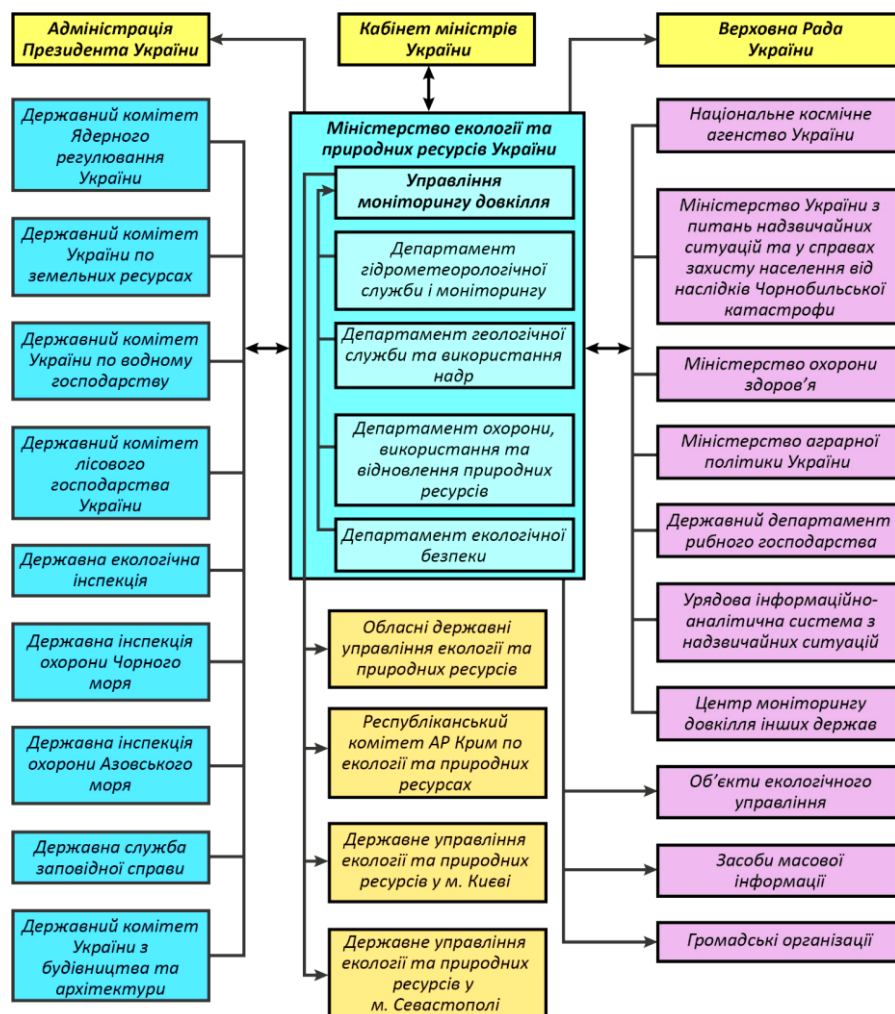 Адміністрація
Президента України
Кабінет міністрів
України
Верховна Рада
України
Державний комітет
Ядерного
регулювання
України
Державний комітет
України по
земельних ресурсах
Державний комітет
України по водному
господарству
Державний комітет
лісового
господарства
України
Державна екологічна
інспекція
Державна інспекція
охорони Чорного
моря
Державна інспекція
охорони Азовського
моря
Державна служба
заповідної справи
Державний комітет
України з
будівництва та
архітектури
Міністерство екології та
природних ресурсів України
Управління
моніторингу довкілля
Департамент
гідрометеорологічної
служби і моніторингу
Департамент геологічної
служби та використання
надр
Департамент охорони,
використання та
відновлення природних
ресурсів
Департамент екологічної
безпеки
Обласні державні
управління екології та
природних ресурсів
Республіканський
комітет АР Крим по
екології та природних
ресурсах
Державне управління
екології та природних
ресурсів у м. Києві
Державне управління
екології та природних
ресурсів у
м. Севастополі
Національне космічне
агенство України
Міністерство України з
питань надзвичайних
ситуацій та у справах
захисту населення від
наслідків Чорнобильської
катастрофи
Міністерство охорони
здоров’я
Міністерство аграрної
політики України
Державний департамент
рибного господарства
Урядова інформаційно-
аналітична система з
надзвичайних ситуацій
Центр моніторингу
довкілля інших держав
Об’єкти екологічного
управління
Засоби масової
інформації
Громадські організації